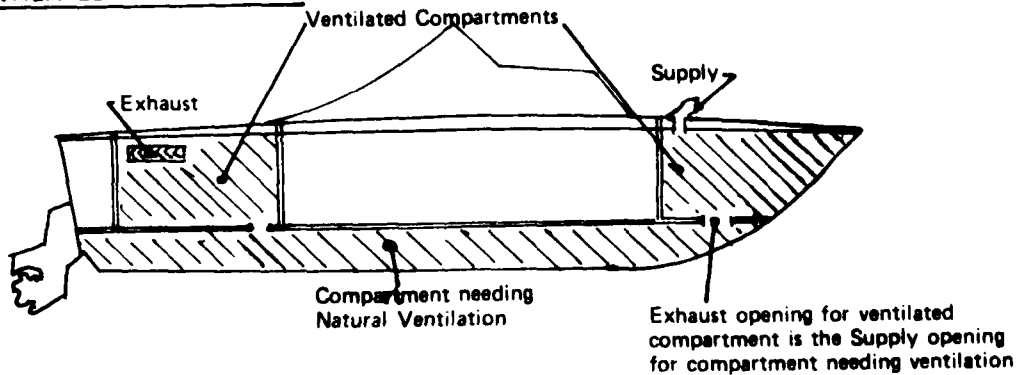 Ventilated Compartments
Supply
Exhaust
Compartment needing
Natural Ventilation
Exhaust opening for ventilated
compartment is the Supply opening
for compartment needing ventilation